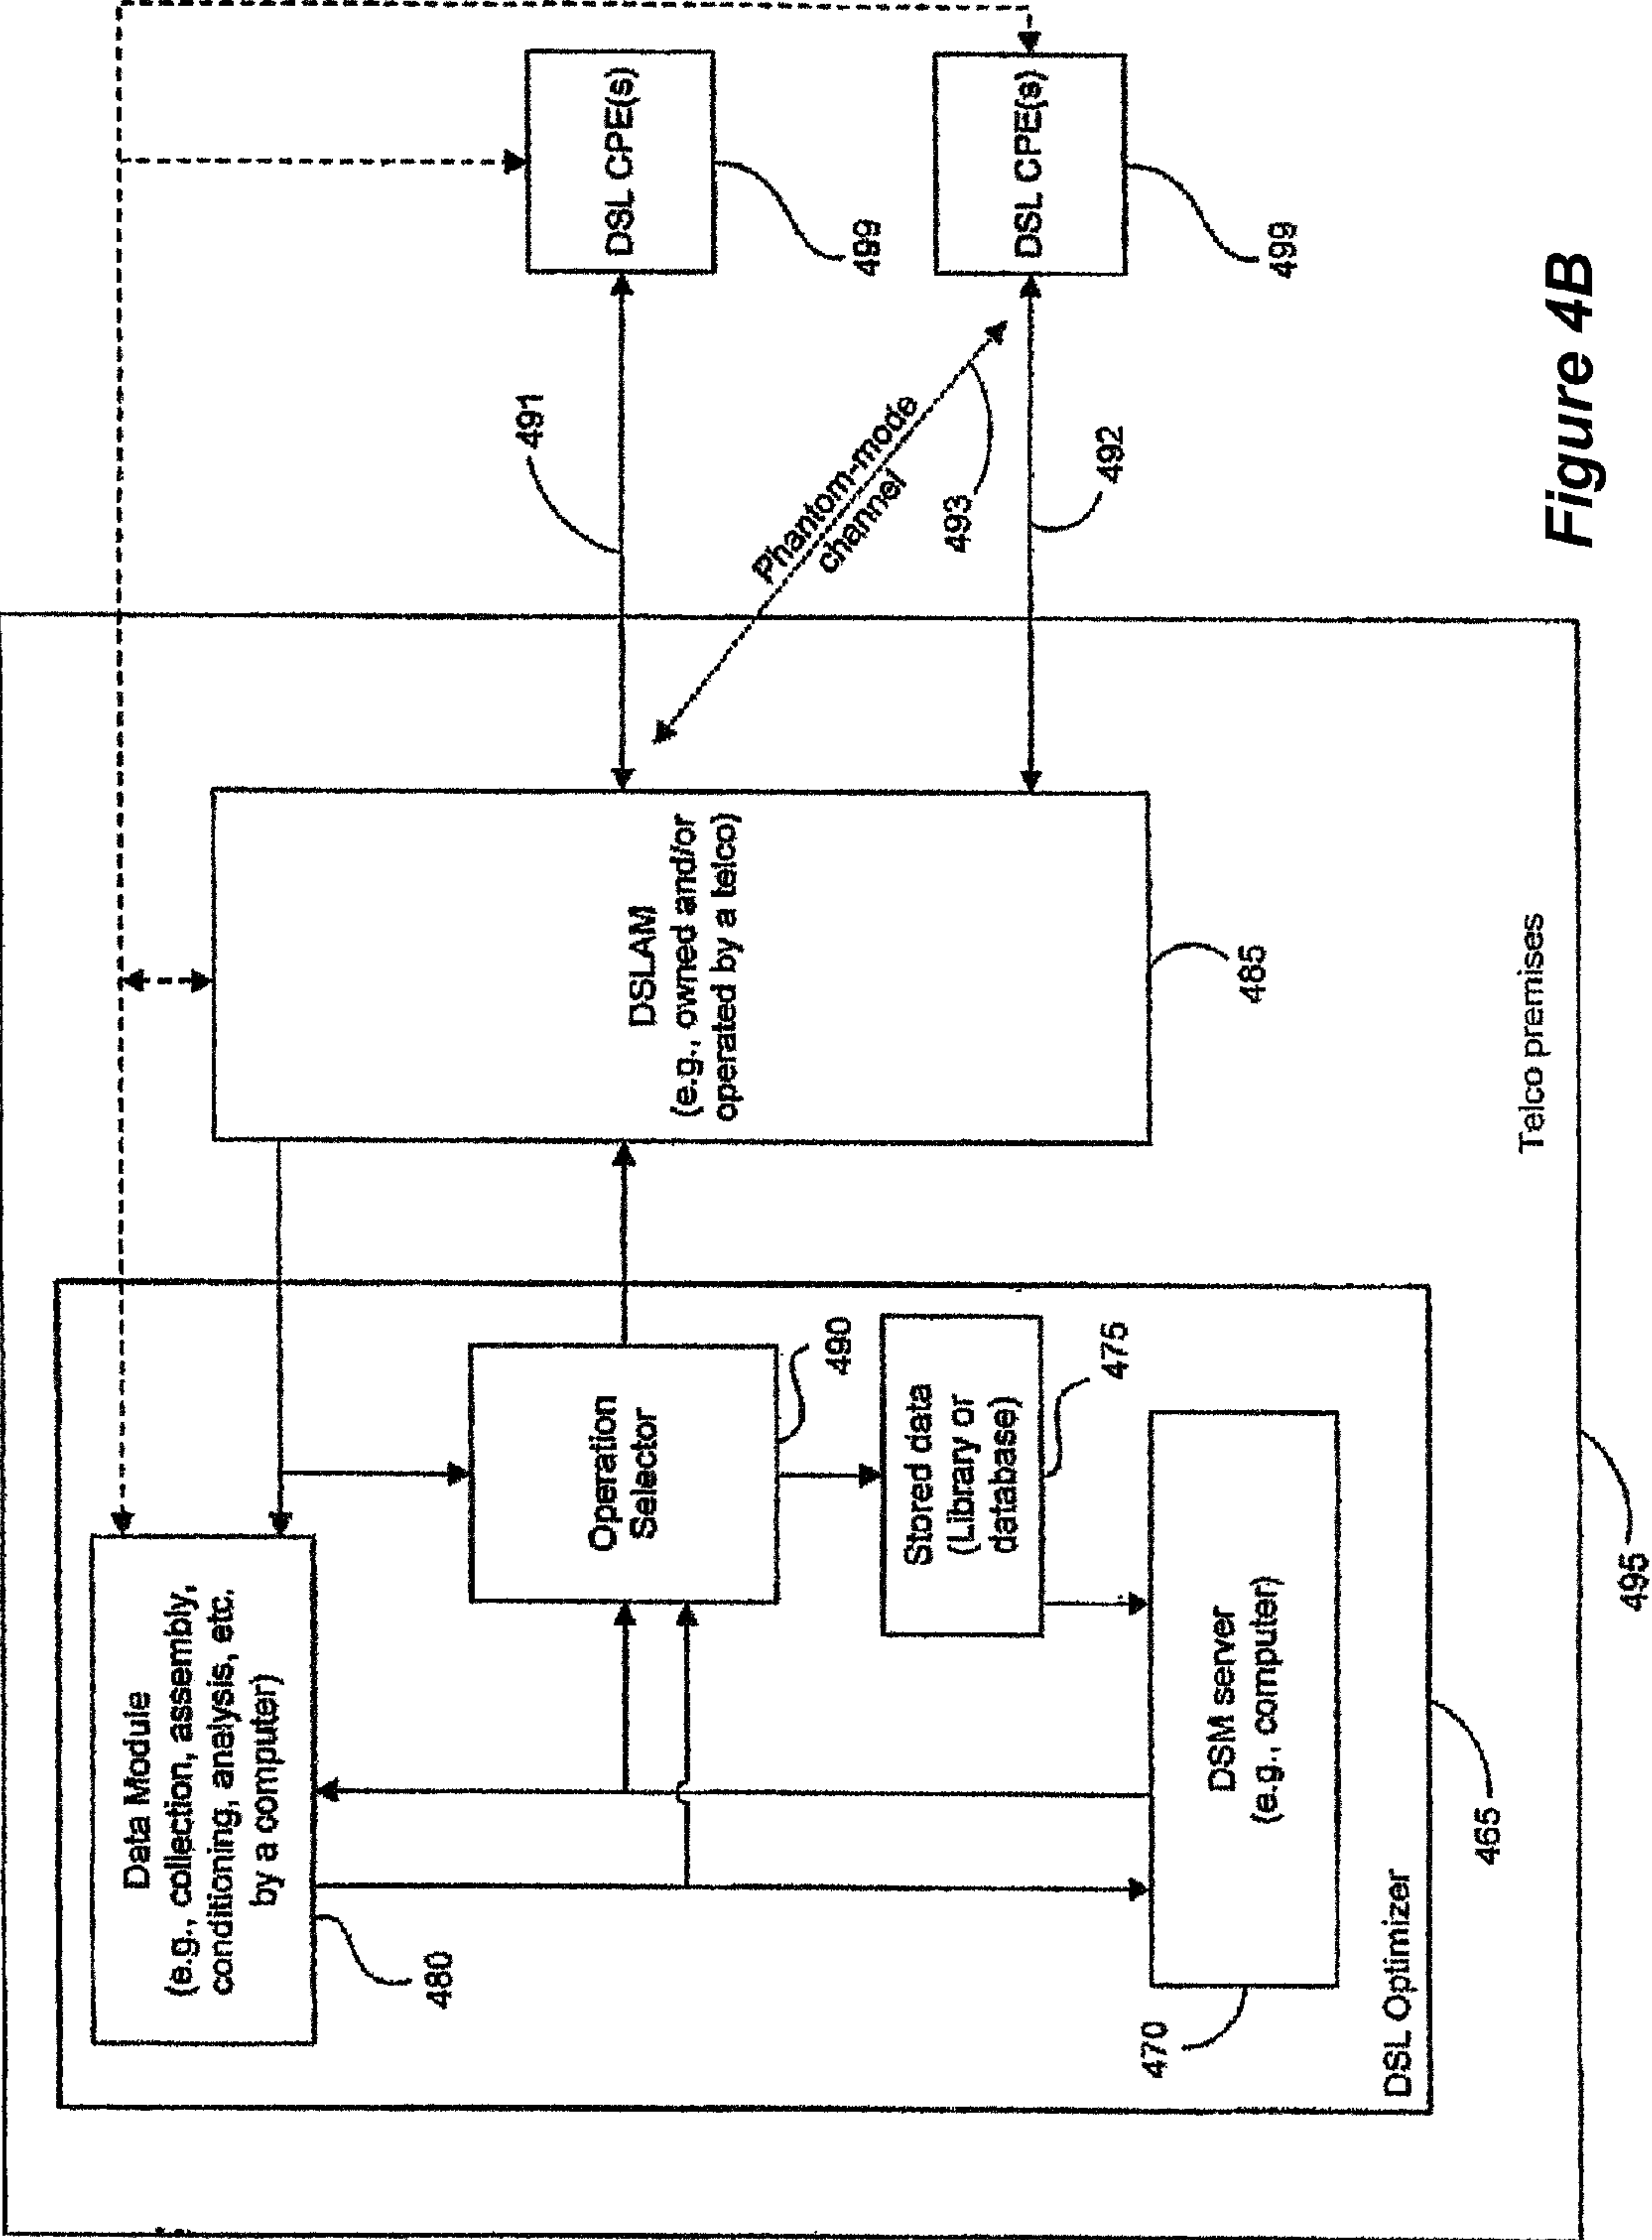 Data Module
(e.g., collection, assembly,
conditioning, analysis, etc.
by a computer)
480
Operation
Selector
490
Stored data
(Library or
database)
475
DSM server
(e.g., computer)
470
DSL Optimizer
465
DSLAM
(e.g., owned and/or
operated by a telco)
485
Telco premises
495
491
Phantom-mode
channel
493
492
DSL CPE(s)
499
DSL CPE(s)
499
Figure 4B